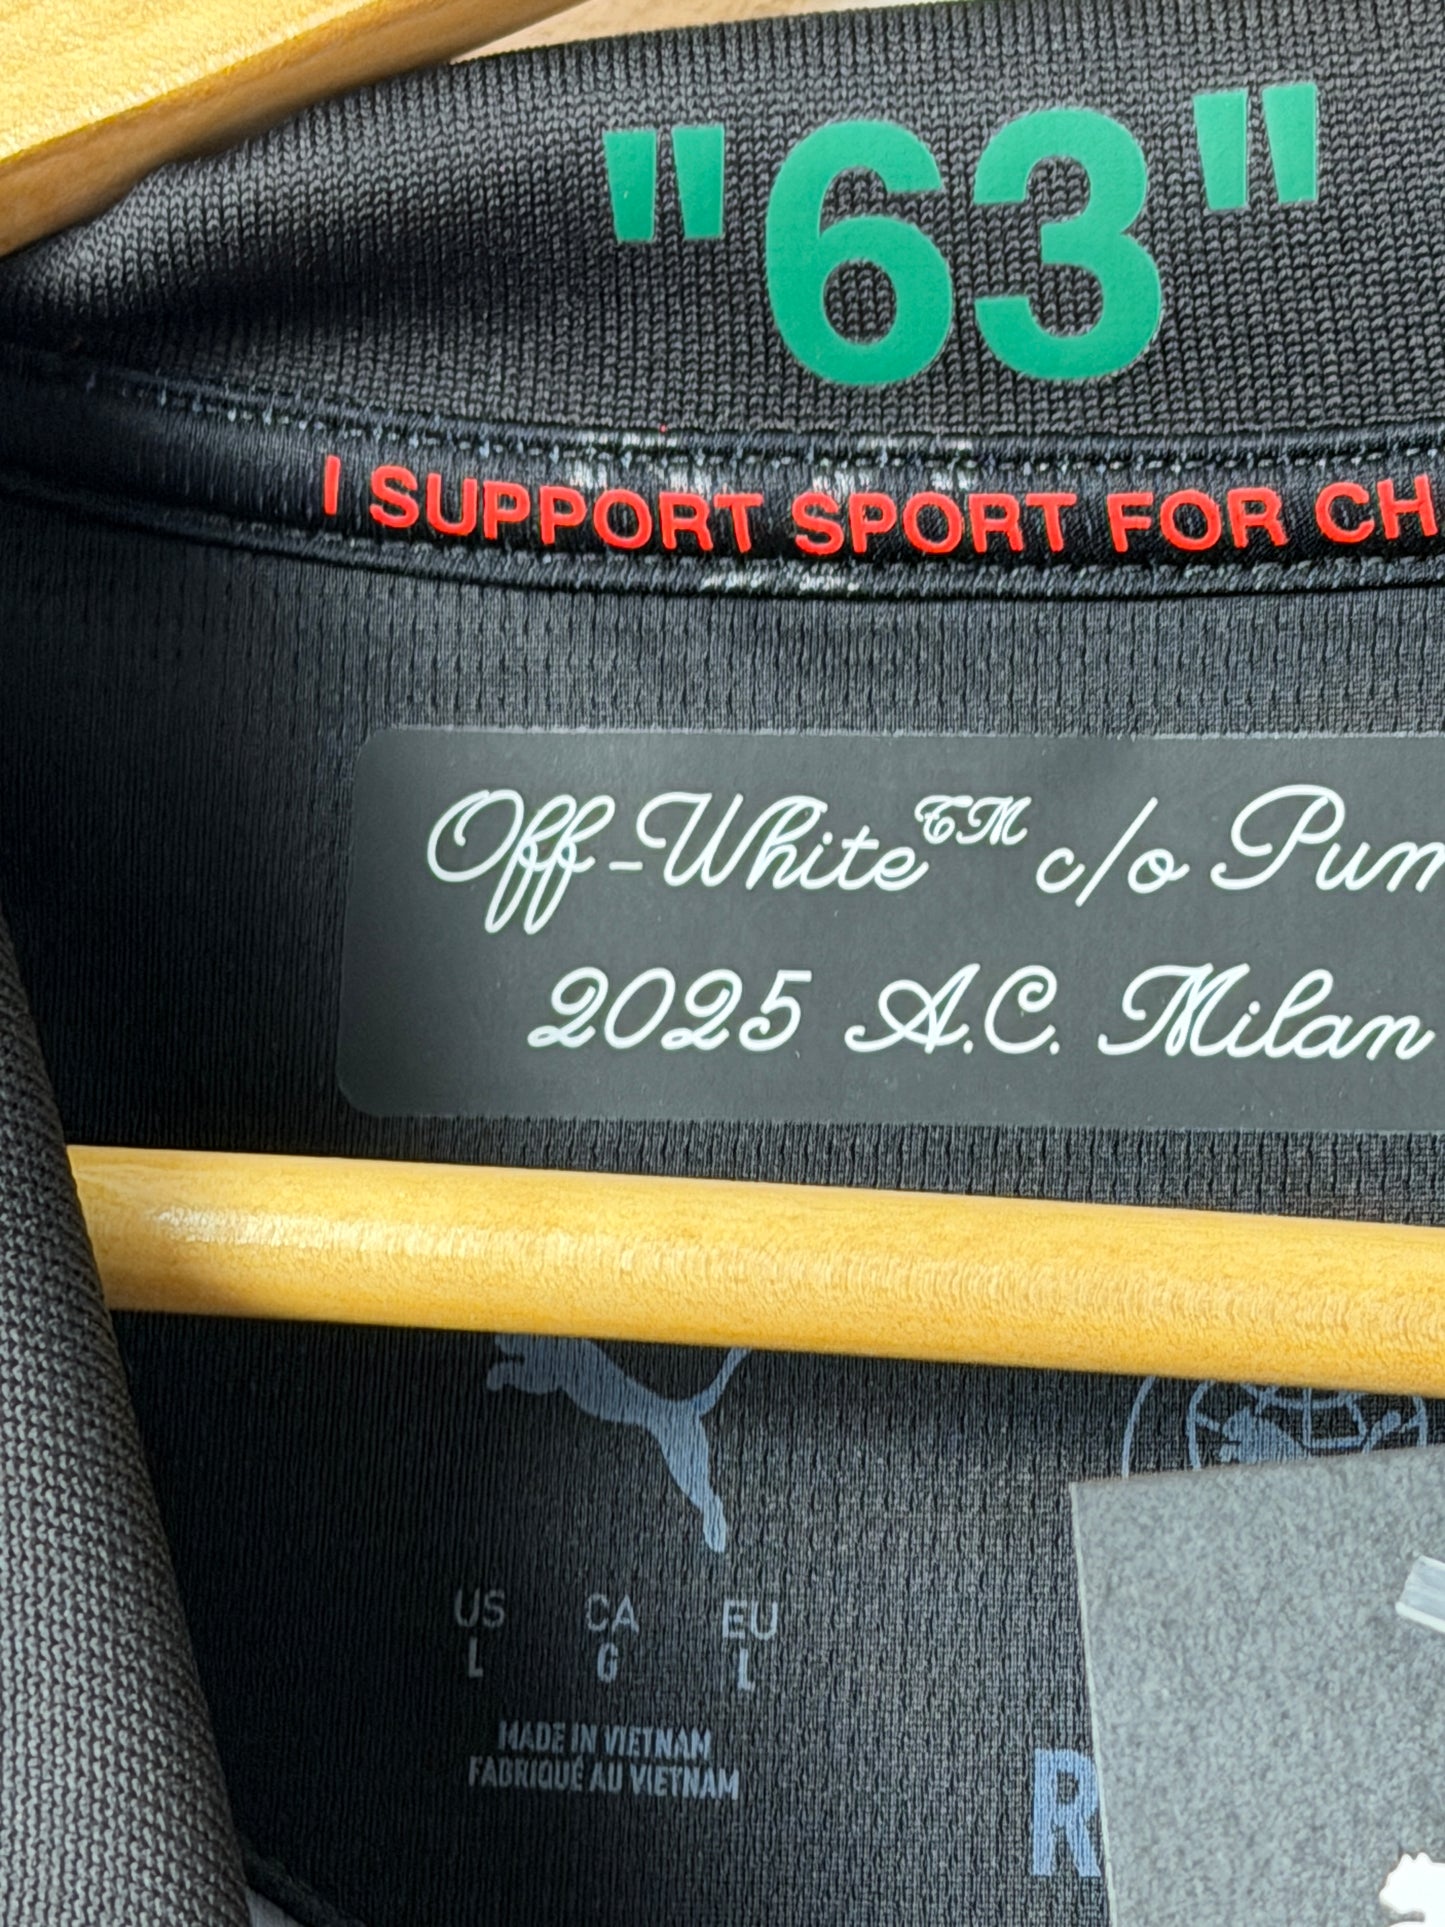 "63"
I SUPPORT SPORT FOR CH
Off-White™ c/o Pum
2025 A.C. Milan
US CA EU
L G L
MADE IN VIETNAM
FABRIQUÉ AU VIETNAM
R